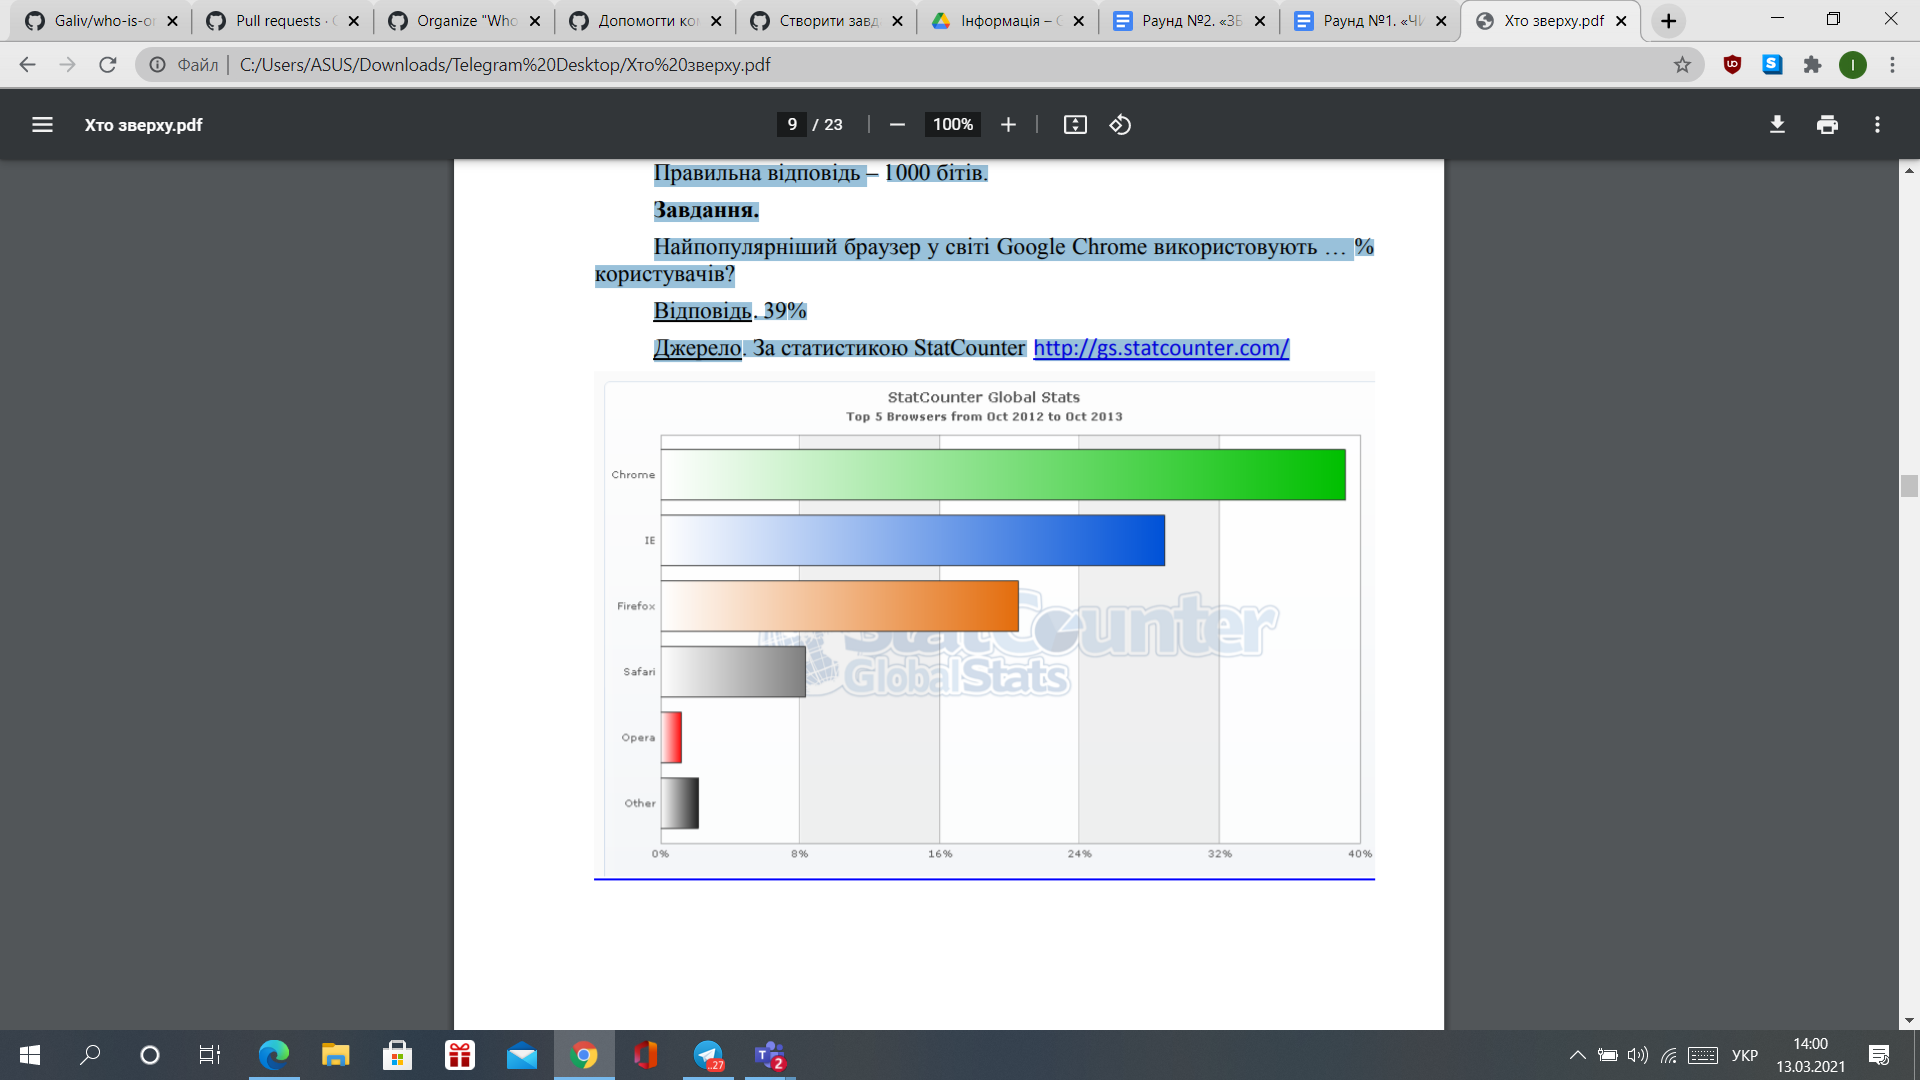 Galiv/who-is-o
Pull requests ·
Organize "Who
Допомогти ко
Створити завд
Інформація –
Раунд №2. «ЗБ
Раунд №1. «ЧИ
Хто зверху.pdf
Файл
C:/Users/ASUS/Downloads/Telegram%20Desktop/Хто%20зверху.pdf
I
Хто зверху.pdf
9 / 23
100%
Правильна відповідь – 1000 бітів.
Завдання.
Найпопулярніший браузер у світі Google Chrome використовують … %
користувачів?
Відповідь. 39%
Джерело. За статистикою StatCounter http://gs.statcounter.com/
StatCounter Global Stats
Top 5 Browsers from Oct 2012 to Oct 2013
Chrome
IE
Firefox
StatCounter
Safari
GlobalStats
Opera
Other
0% 8% 16% 24% 32% 40%
..27
2
УКР
14:00
13.03.2021